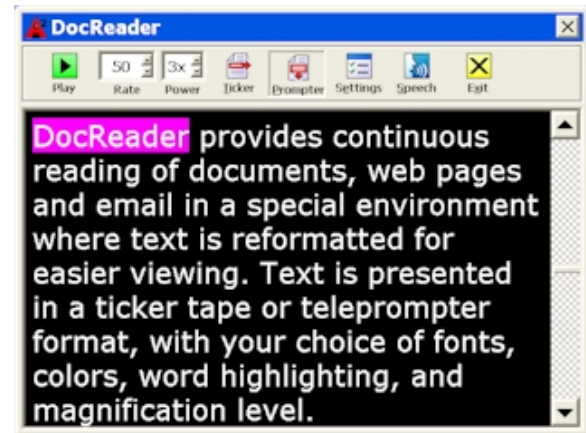 DocReader
50 3x
Play Rate Power Ticker Prompter Settings Speech Exit
DocReader provides continuous
reading of documents, web pages
and email in a special environment
where text is reformatted for
easier viewing. Text is presented
in a ticker tape or teleprompter
format, with your choice of fonts,
colors, word highlighting, and
magnification level.